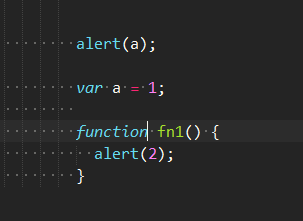 alert(a);
var a = 1;
function fn1() {
alert(2);
}